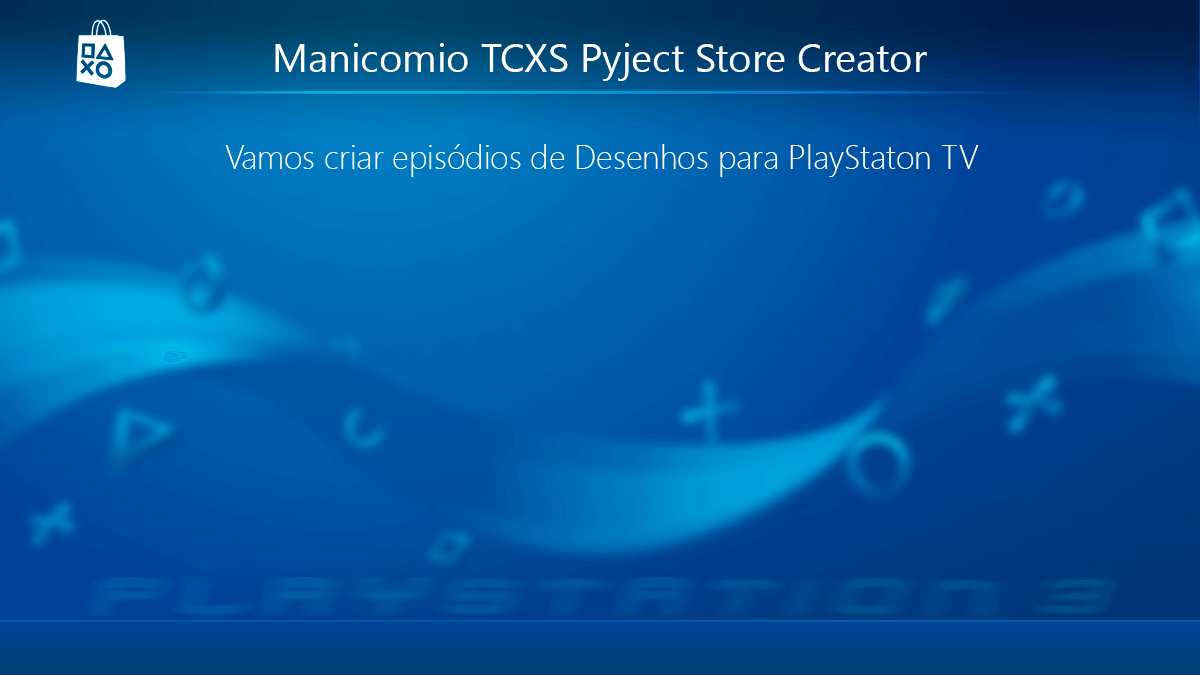 Manicomio TCXS Pyject Store Creator
Vamos criar episódios de Desenhos para PlayStaton TV
PLAYSTATION 3